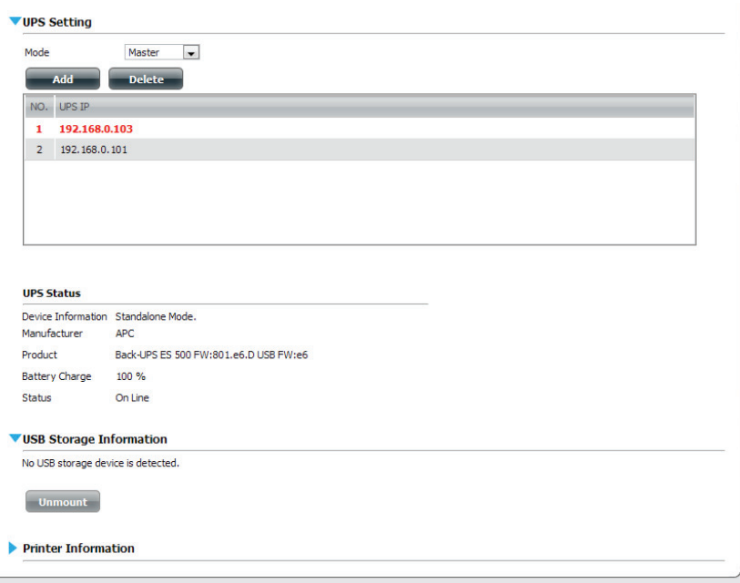 UPS Setting
Mode Master
Add Delete
NO. UPS IP
1 192.168.0.103
2 192.168.0.101
UPS Status
Device Information Standalone Mode.
Manufacturer APC
Product Back-UPS ES 500 FW:801.e6.D USB FW:e6
Battery Charge 100 %
Status On Line
USB Storage Information
No USB storage device is detected.
Unmount
Printer Information